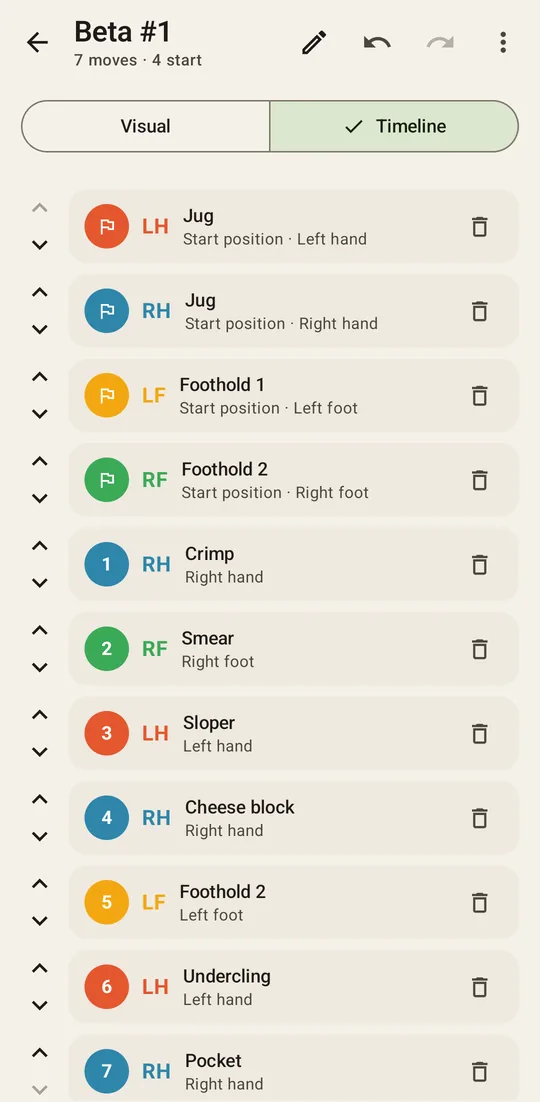 Beta #1
7 moves · 4 start
Visual
Timeline
LH
Jug
Start position · Left hand
RH
Jug
Start position · Right hand
LF
Foothold 1
Start position · Left foot
RF
Foothold 2
Start position · Right foot
1
RH
Crimp
Right hand
2
RF
Smear
Right foot
3
LH
Sloper
Left hand
4
RH
Cheese block
Right hand
5
LF
Foothold 2
Left foot
6
LH
Undercling
Left hand
7
RH
Pocket
Right hand